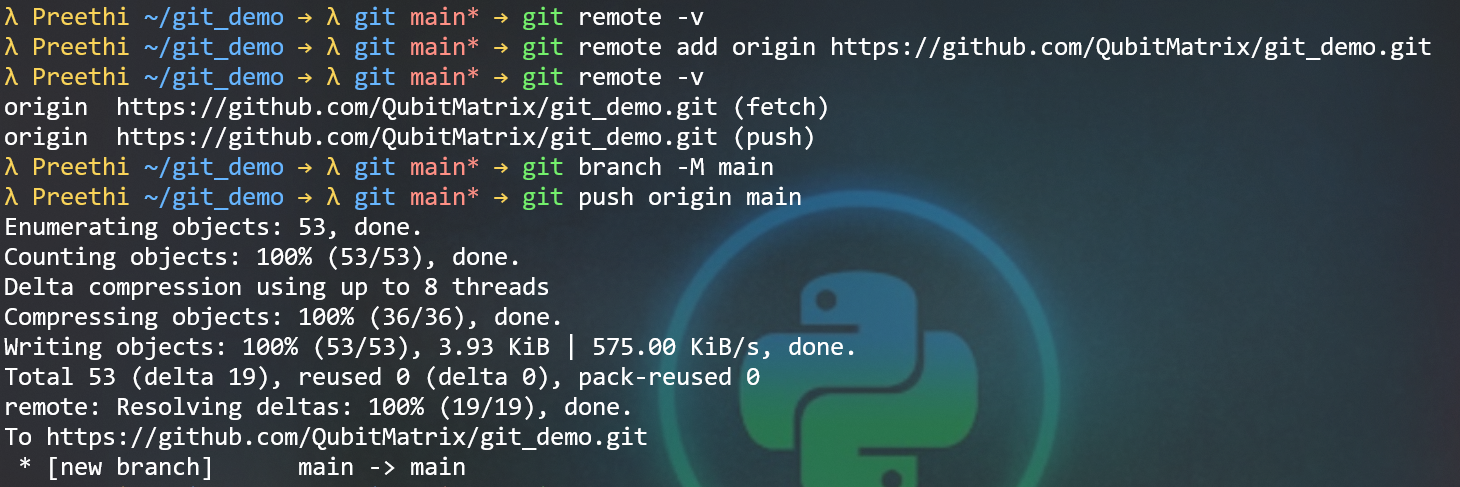 λ Preethi ~/git_demo → λ git main* → git remote -v
λ Preethi ~/git_demo → λ git main* → git remote add origin https://github.com/QubitMatrix/git_demo.git
λ Preethi ~/git_demo → λ git main* → git remote -v
origin  https://github.com/QubitMatrix/git_demo.git (fetch)
origin  https://github.com/QubitMatrix/git_demo.git (push)
λ Preethi ~/git_demo → λ git main* → git branch -M main
λ Preethi ~/git_demo → λ git main* → git push origin main
Enumerating objects: 53, done.
Counting objects: 100% (53/53), done.
Delta compression using up to 8 threads
Compressing objects: 100% (36/36), done.
Writing objects: 100% (53/53), 3.93 KiB | 575.00 KiB/s, done.
Total 53 (delta 19), reused 0 (delta 0), pack-reused 0
remote: Resolving deltas: 100% (19/19), done.
To https://github.com/QubitMatrix/git_demo.git
 * [new branch]      main -> main